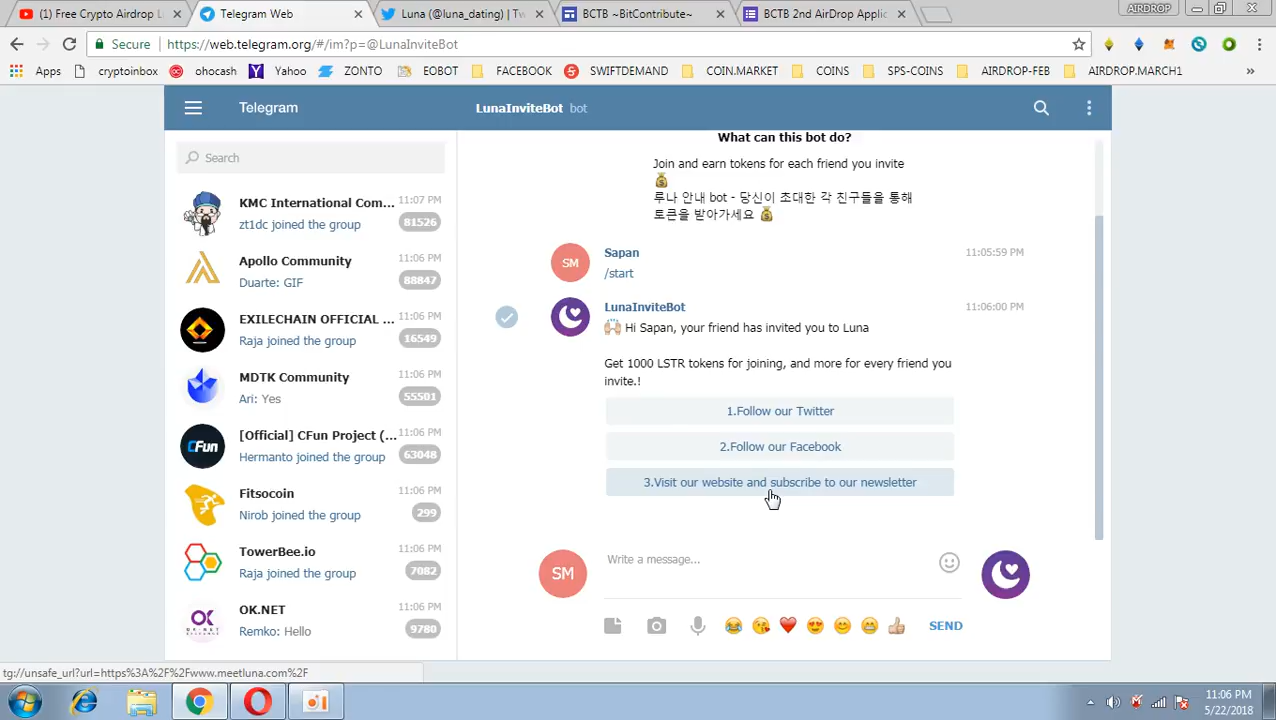 (1) Free Crypto Airdrop L
Telegram Web
Luna (@luna_dating) | Tw
BCTB ~BitContribute~
BCTB 2nd AirDrop Applic
AIRDROP
Secure
https://web.telegram.org/#/im?p=@LunaInviteBot
Apps
cryptoinbox
ohocash
Yahoo
ZONTO
EOBOT
FACEBOOK
SWIFTDEMAND
COIN.MARKET
COINS
SPS-COINS
AIRDROP-FEB
AIRDROP.MARCH1
»
Telegram
LunaInviteBot bot
Search
KMC International Com... 11:07 PM
zt1dc joined the group 81526
Apollo Community 11:06 PM
Duarte: GIF 88847
EXILECHAIN OFFICIAL ... 11:06 PM
Raja joined the group 16549
MDTK Community 11:06 PM
Ari: Yes 55501
CFun
[Official] CFun Project (... 11:06 PM
Hermanto joined the group 63048
Fitsocoin 11:06 PM
Nirob joined the group 299
TowerBee.io 11:06 PM
Raja joined the group 7082
OK.NET 11:06 PM
Remko: Hello 9780
What can this bot do?
Join and earn tokens for each friend you invite
💰
루나 안내 bot - 당신이 초대한 각 친구들을 통해
토큰을 받아가세요 💰
SM
Sapan 11:05:59 PM
/start
LunaInviteBot 11:06:00 PM
🙌🏻 Hi Sapan, your friend has invited you to Luna
Get 1000 LSTR tokens for joining, and more for every friend you
invite.!
1.Follow our Twitter
2.Follow our Facebook
3.Visit our website and subscribe to our newsletter
SM
Write a message...
😂 😘 ❤️ 😍 😊 😁 👍🏻 SEND
tg://unsafe_url?url=https%3A%2F%2Fwww.meetluna.com%2F
11:06 PM
5/22/2018